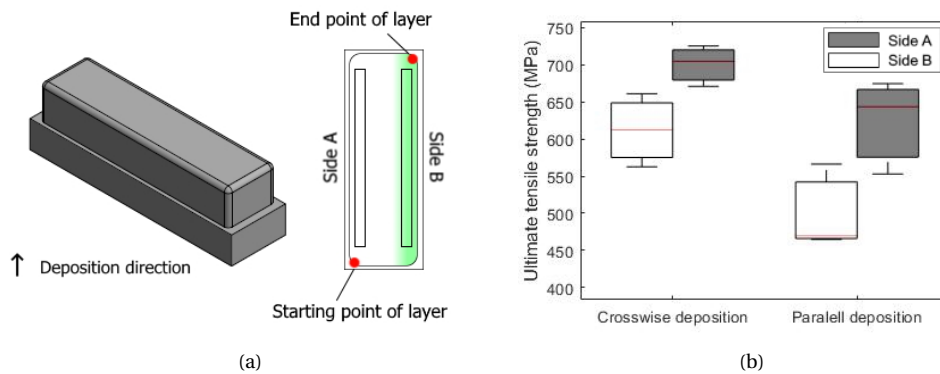 End point of layer
Side A
Side B
Starting point of layer
↑ Deposition direction
(a)
Ultimate tensile strength (MPa)
750
700
650
600
550
500
450
400
Side A
Side B
Crosswise deposition
Paralell deposition
(b)